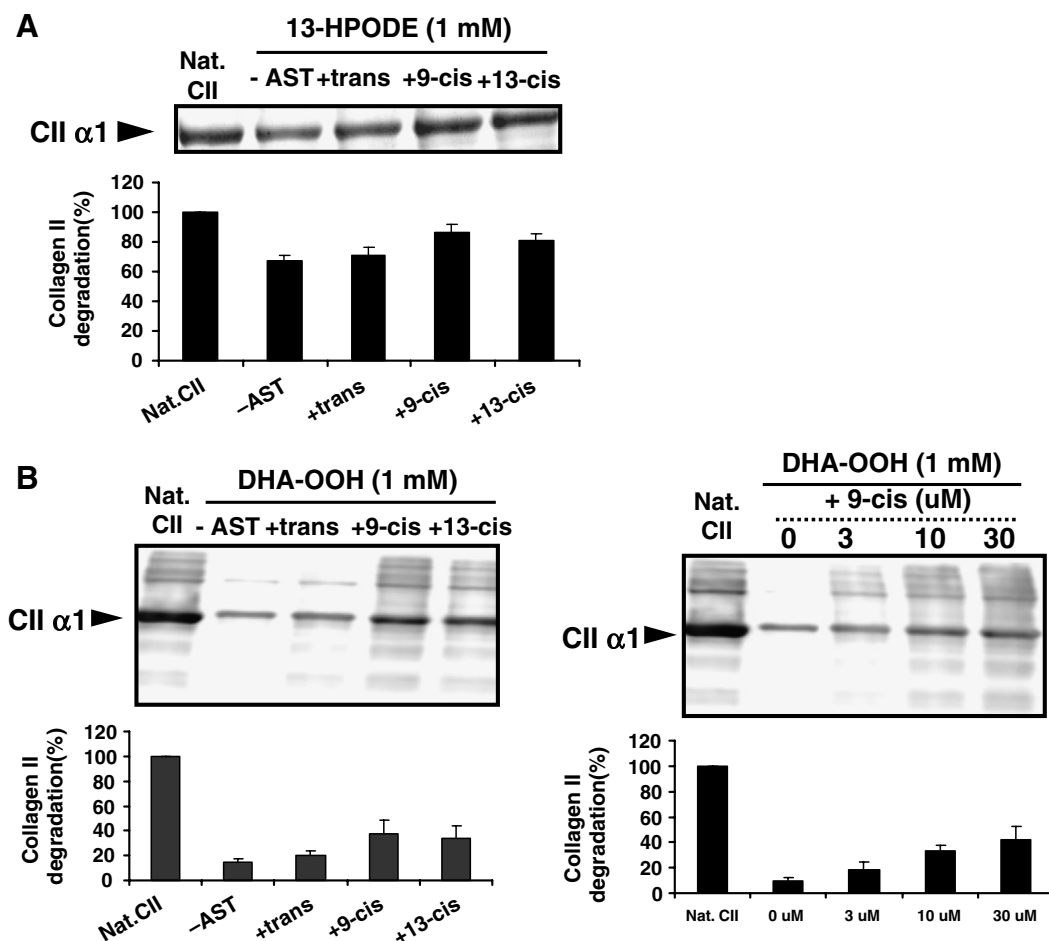 A
13-HPODE (1 mM)
Nat.
CII
- AST +trans +9-cis +13-cis
CII α1
120
100
80
60
40
20
0
Collagen II
degradation(%)
Nat.CII
–AST
+trans
+9-cis
+13-cis
B
DHA-OOH (1 mM)
Nat.
CII
- AST +trans +9-cis +13-cis
CII α1
120
100
80
60
40
20
0
Collagen II
degradation(%)
Nat.CII
–AST
+trans
+9-cis
+13-cis
DHA-OOH (1 mM)
Nat.
CII
+ 9-cis (uM)
0 3 10 30
CII α1
120
100
80
60
40
20
0
Collagen II
degradation(%)
Nat. CII
0 uM
3 uM
10 uM
30 uM